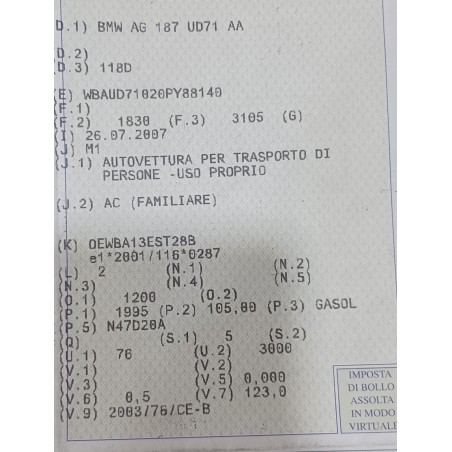 D.1) BMW AG 187 UD71 AA
D.2)
D.3) 118D
(E) WBAUD71020PY88140
(F.1)
(F.2) 1830 (F.3) 3105 (G)
(I) 26.07.2007
(J) M1
(J.1) AUTOVETTURA PER TRASPORTO DI
PERSONE -USO PROPRIO
(J.2) AC (FAMILIARE)
(K) OEWBA13EST28B
e1*2001/116*0287
(L) 2 (N.1) (N.2)
(N.3) (N.4) (N.5)
(O.1) 1200 (O.2)
(P.1) 1995 (P.2) 105,00 (P.3) GASOL
(P.5) N47D20A
(Q) (S.1) 5 (S.2)
(U.1) 76 (U.2) 3000
(V.1) (V.2)
(V.3) (V.5) 0,000
(V.6) 0,5 (V.7) 123,0
(V.9) 2003/76/CE-B
IMPOSTA
DI BOLLO
ASSOLTA
IN MODO
VIRTUALE